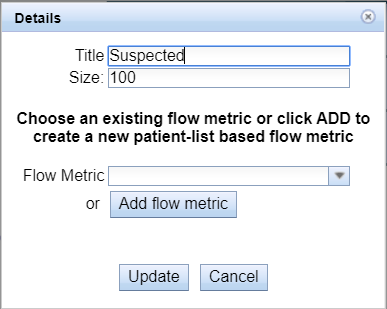 Details
Title Suspected
Size: 100
Choose an existing flow metric or click ADD to
create a new patient-list based flow metric
Flow Metric
or Add flow metric
Update Cancel